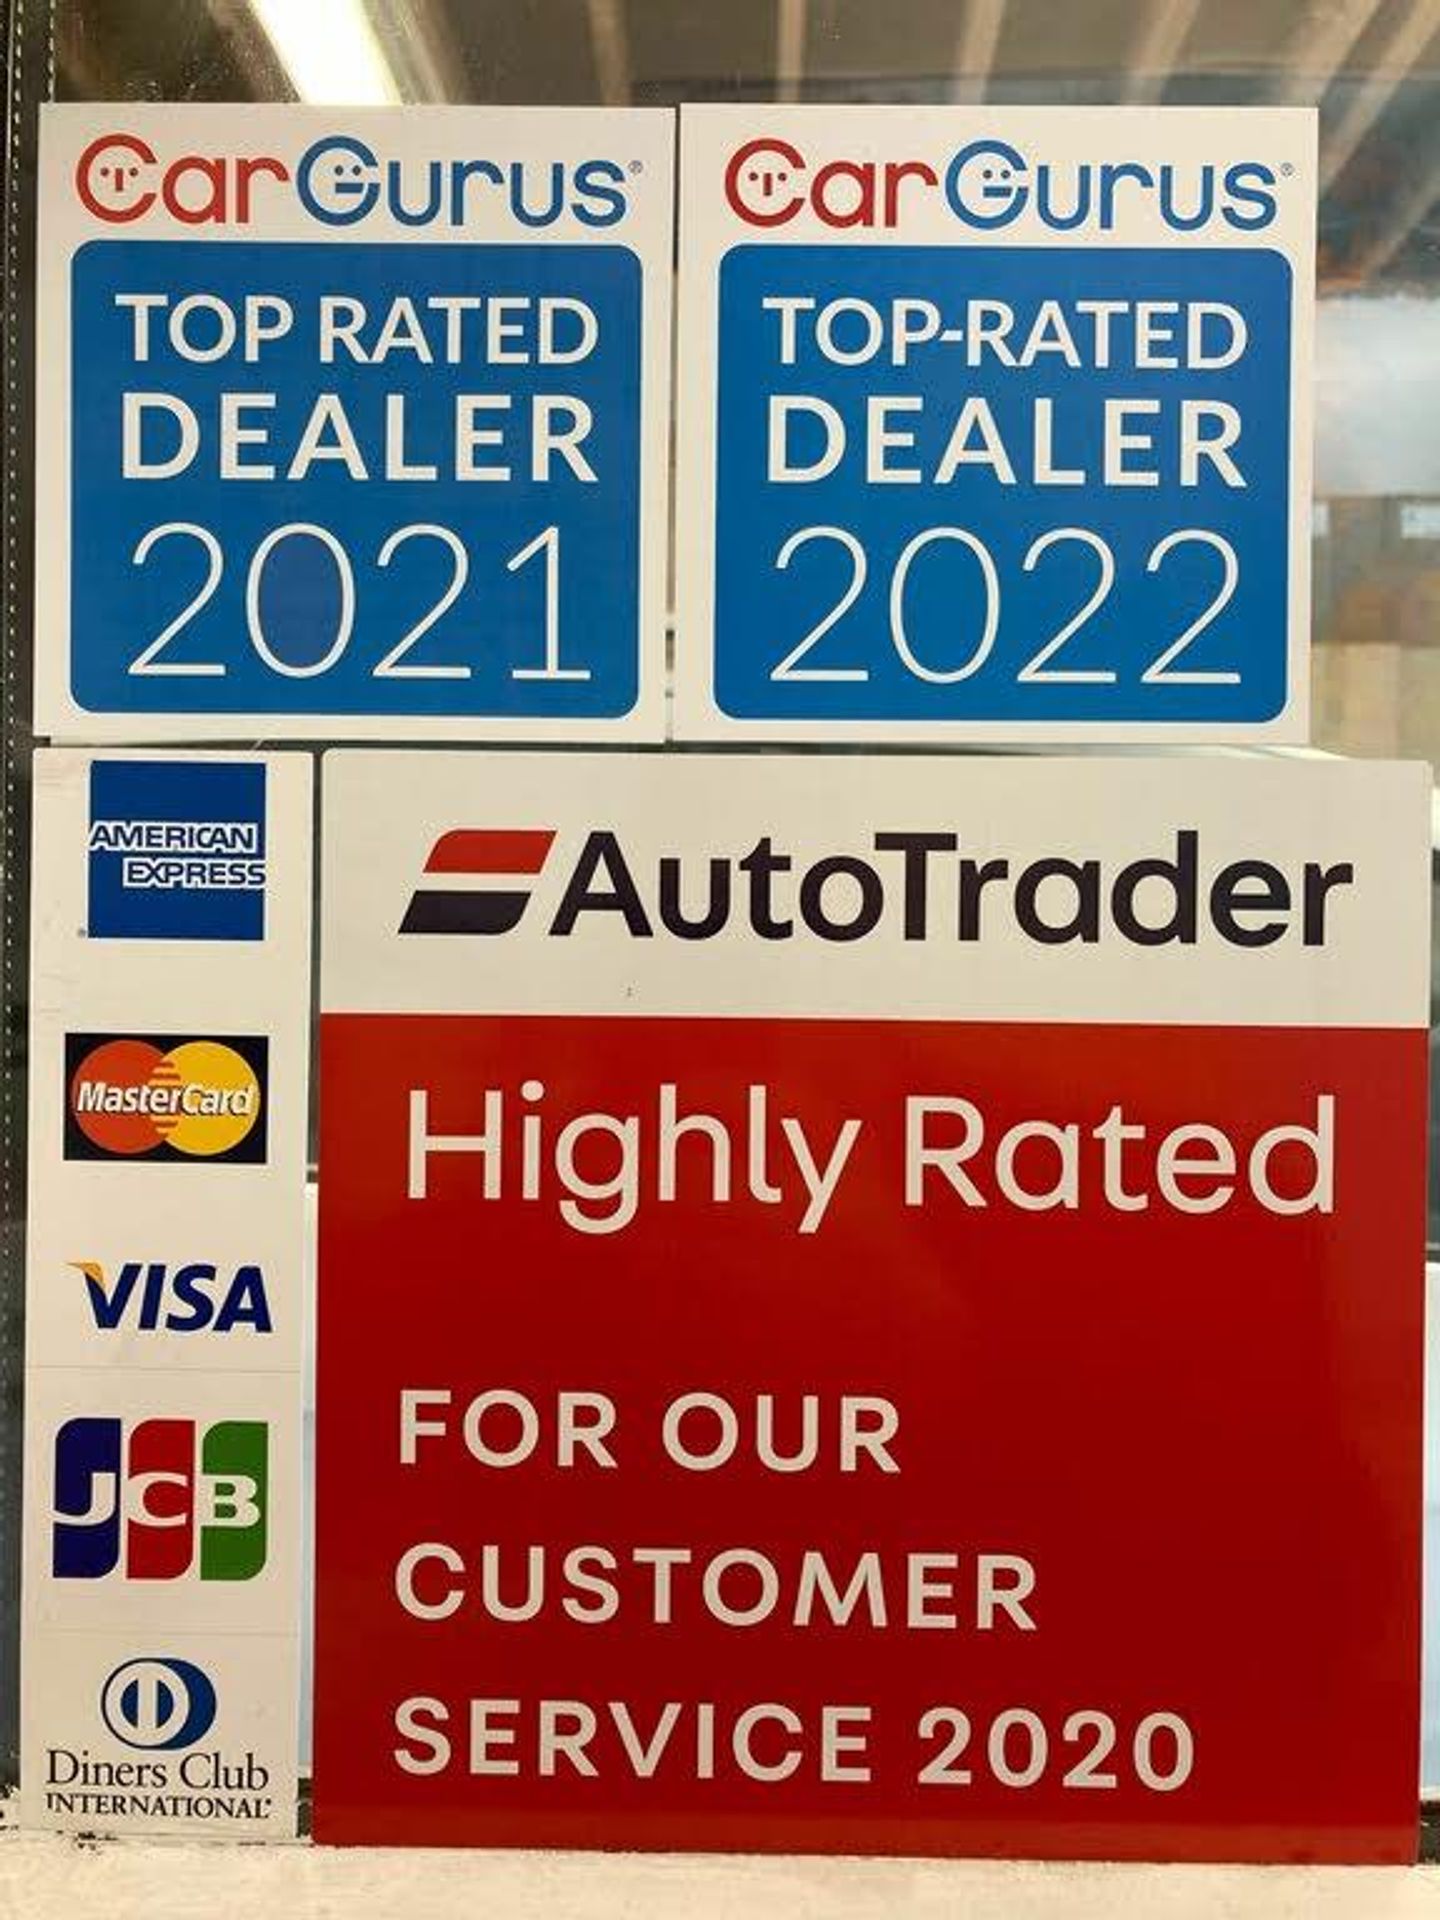 CarGurus®
TOP RATED
DEALER
2021
CarGurus®
TOP-RATED
DEALER
2022
AMERICAN
EXPRESS
MasterCard
VISA
JCB
Diners Club
INTERNATIONAL®
AutoTrader
Highly Rated
FOR OUR
CUSTOMER
SERVICE 2020